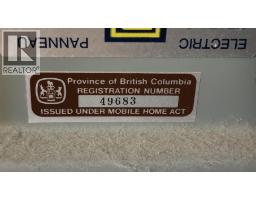 ELECTRIC
PANNEAU
REALTOR®
Province of British Columbia
REGISTRATION NUMBER
49683
ISSUED UNDER MOBILE HOME ACT